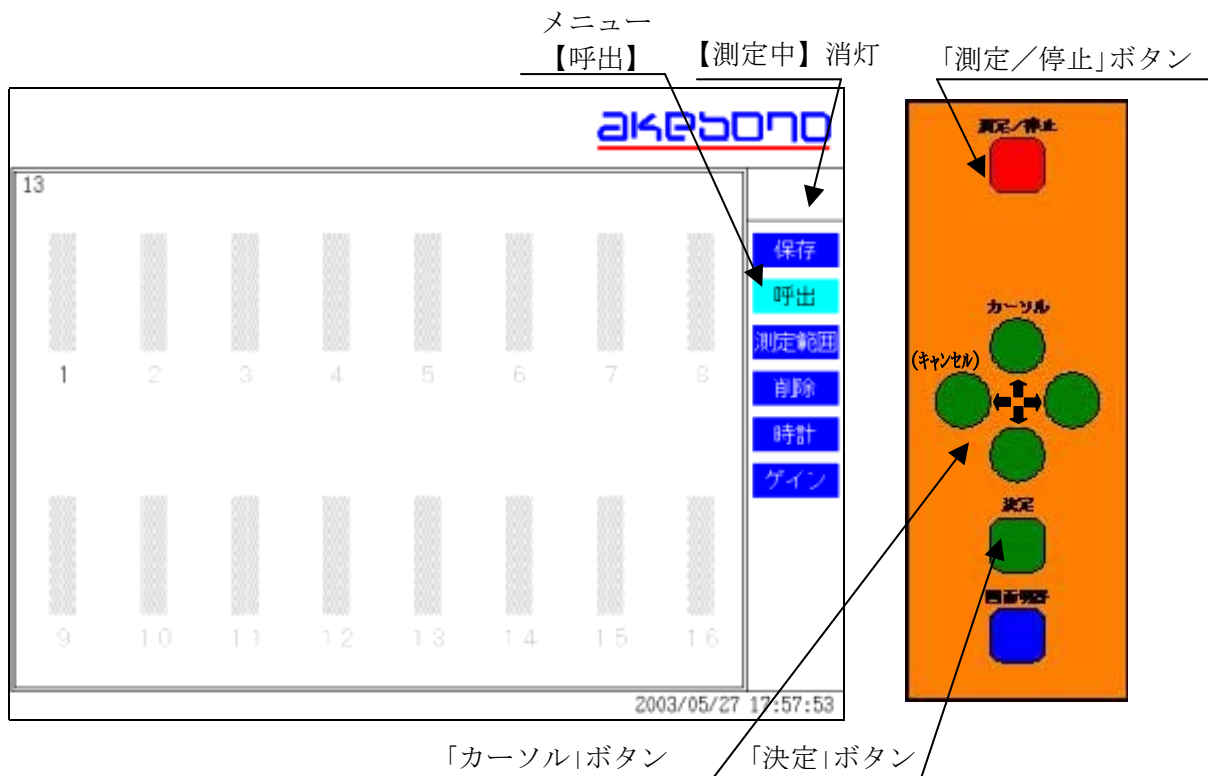 メニュー
【呼出】
【測定中】消灯
「測定／停止」ボタン
akebono
測定／停止
13
保存
呼出
測定範囲
削除
時計
ゲイン
カーソル
(キャンセル)
1 2 3 4 5 6 7 8
決定
画面明暗
9 10 11 12 13 14 15 16
2003/05/27 17:57:53
「カーソル」ボタン
「決定」ボタン